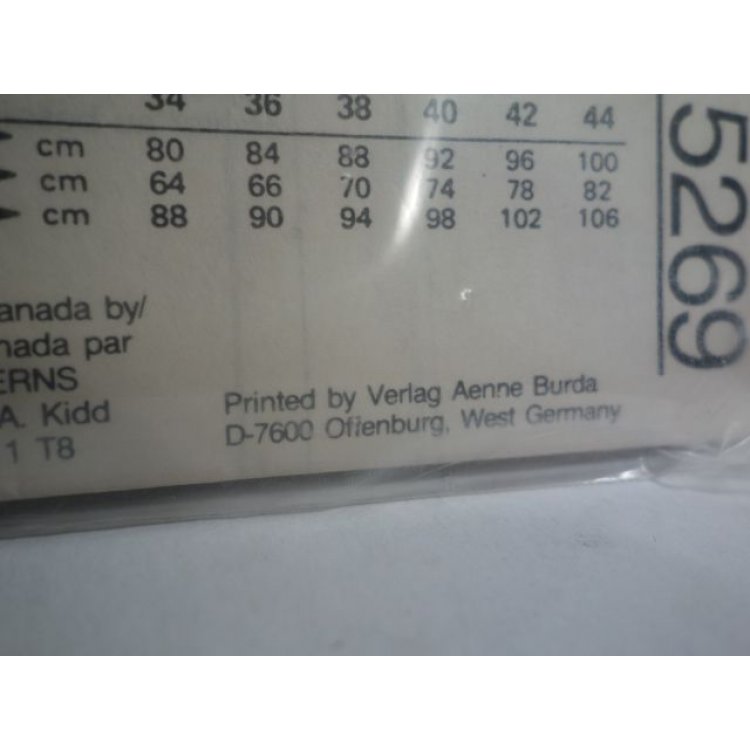 34 36 38 40 42 44
cm 80 84 88 92 96 100
cm 64 66 70 74 78 82
cm 88 90 94 98 102 106
5269
anada by/
nada par
ERNS
A. Kidd
1 T8
Printed by Verlag Aenne Burda
D-7600 Offenburg, West Germany